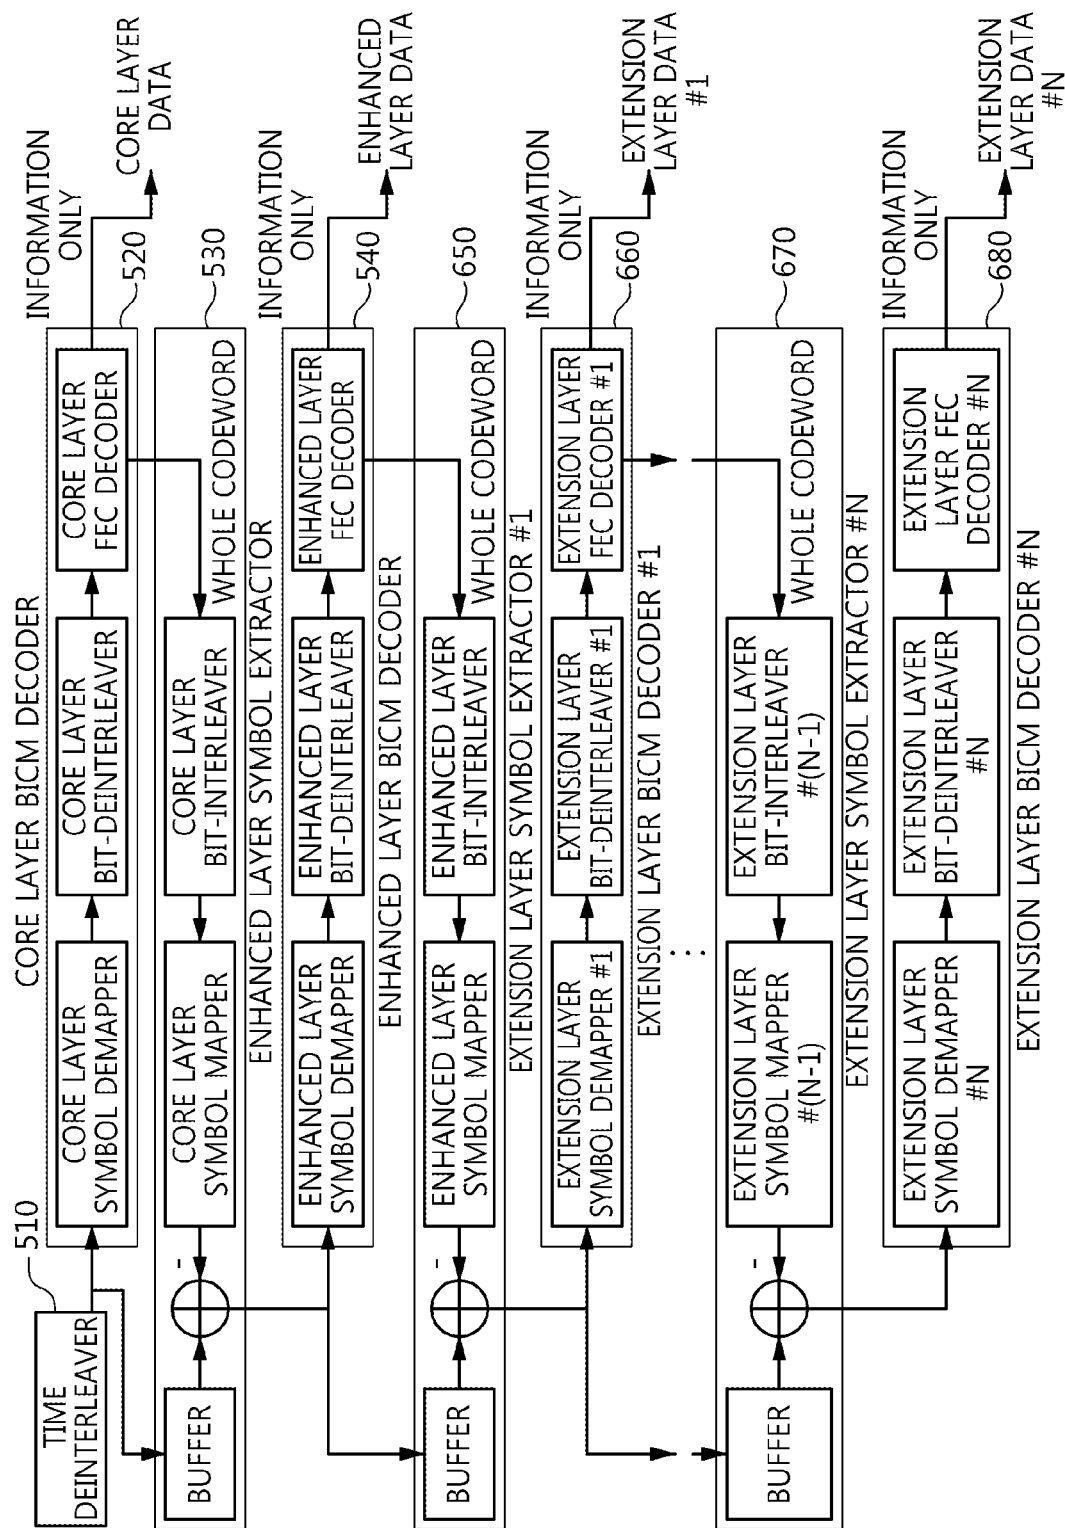 TIME
DEINTERLEAVER
510
CORE LAYER BICM DECODER
CORE LAYER
SYMBOL DEMAPPER
CORE LAYER
BIT-DEINTERLEAVER
CORE LAYER
FEC DECODER
INFORMATION
ONLY
520
CORE LAYER
DATA
BUFFER
-
CORE LAYER
SYMBOL MAPPER
CORE LAYER
BIT-INTERLEAVER
WHOLE CODEWORD
530
ENHANCED LAYER SYMBOL EXTRACTOR
ENHANCED LAYER
SYMBOL DEMAPPER
ENHANCED LAYER
BIT-DEINTERLEAVER
ENHANCED LAYER
FEC DECODER
INFORMATION
ONLY
540
ENHANCED
LAYER DATA
ENHANCED LAYER BICM DECODER
BUFFER
-
ENHANCED LAYER
SYMBOL MAPPER
ENHANCED LAYER
BIT-INTERLEAVER
WHOLE CODEWORD
650
EXTENSION LAYER SYMBOL EXTRACTOR #1
EXTENSION LAYER
SYMBOL DEMAPPER #1
EXTENSION LAYER
BIT-DEINTERLEAVER #1
EXTENSION LAYER
FEC DECODER #1
INFORMATION
ONLY
660
EXTENSION
LAYER DATA
#1
EXTENSION LAYER BICM DECODER #1
...
BUFFER
-
EXTENSION LAYER
SYMBOL MAPPER
#(N-1)
EXTENSION LAYER
BIT-INTERLEAVER
#(N-1)
WHOLE CODEWORD
670
EXTENSION LAYER SYMBOL EXTRACTOR #N
EXTENSION LAYER
SYMBOL DEMAPPER
#N
EXTENSION LAYER
BIT-DEINTERLEAVER
#N
EXTENSION
LAYER FEC
DECODER #N
INFORMATION
ONLY
680
EXTENSION
LAYER DATA
#N
EXTENSION LAYER BICM DECODER #N